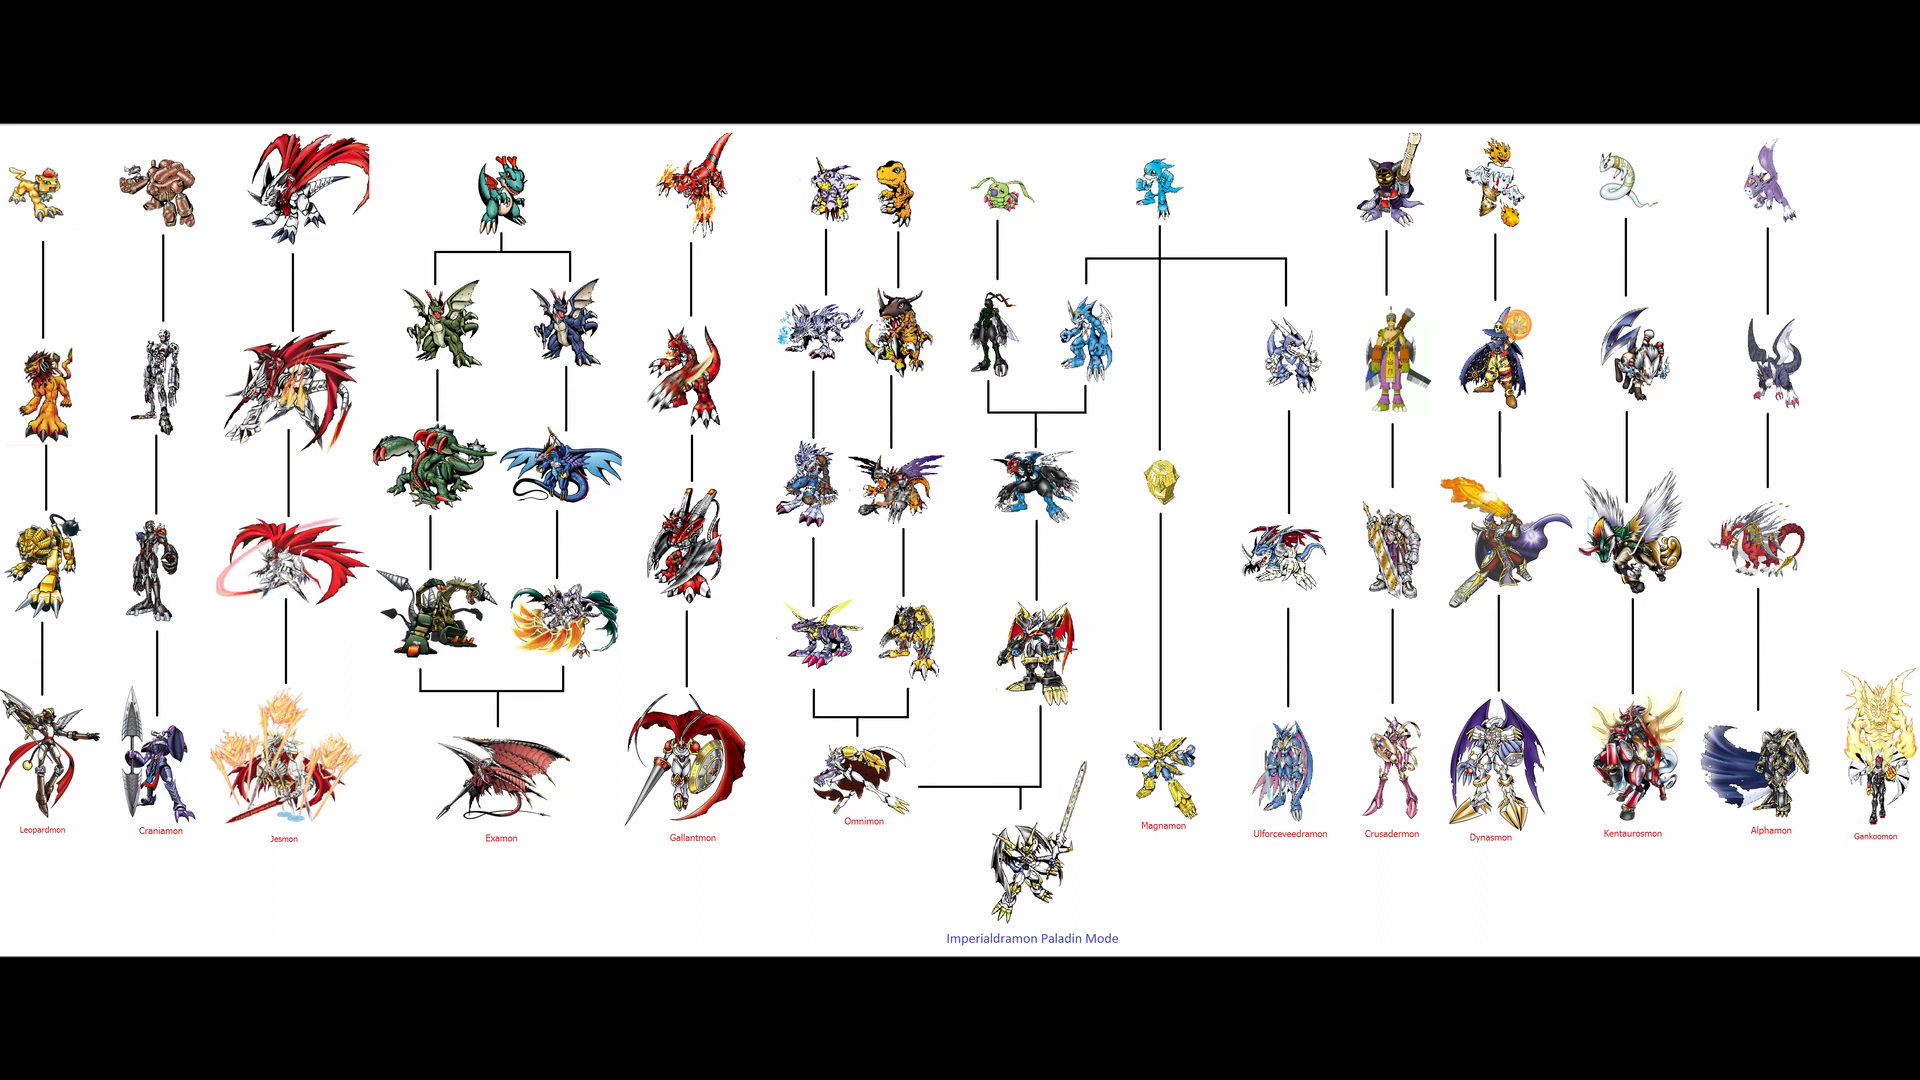 Leopardmon
Craniamon
Jesmon
Examon
Gallantmon
Omnimon
Magnamon
Ulforceveedramon
Crusadermon
Dynasmon
Kentaurosmon
Alphamon
Gankoomon
Imperialdramon Paladin Mode